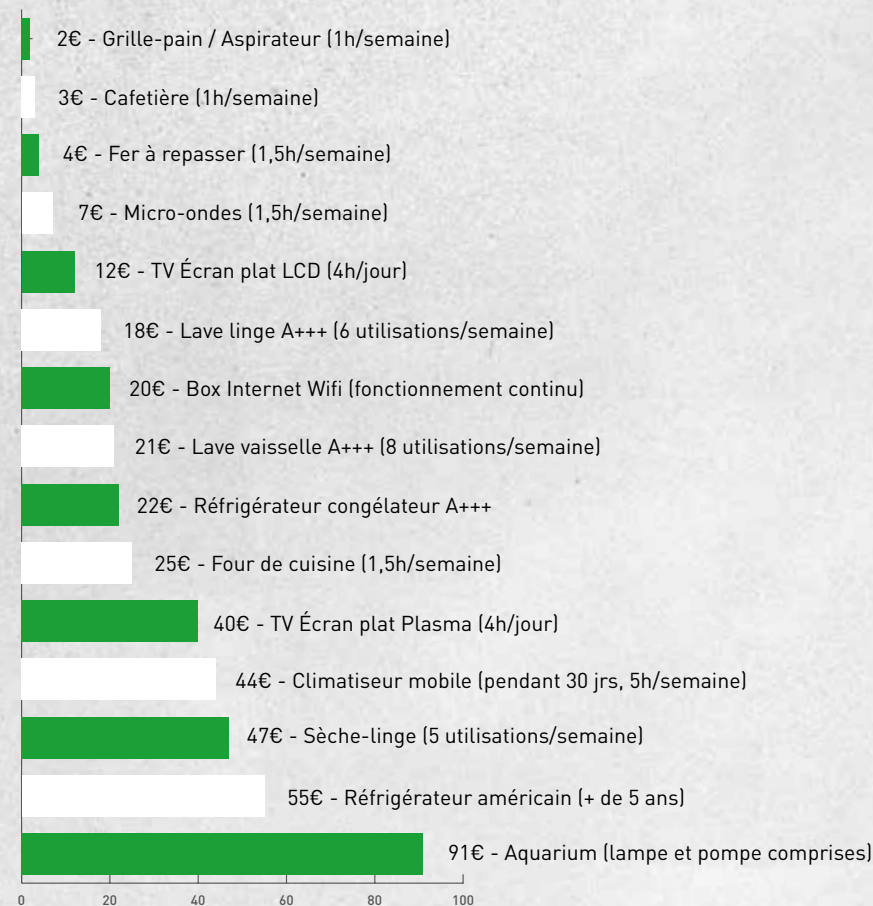 2€ - Grille-pain / Aspirateur (1h/semaine)
3€ - Cafetière (1h/semaine)
4€ - Fer à repasser (1,5h/semaine)
7€ - Micro-ondes (1,5h/semaine)
12€ - TV Écran plat LCD (4h/jour)
18€ - Lave linge A+++ (6 utilisations/semaine)
20€ - Box Internet Wifi (fonctionnement continu)
21€ - Lave vaisselle A+++ (8 utilisations/semaine)
22€ - Réfrigérateur congélateur A+++
25€ - Four de cuisine (1,5h/semaine)
40€ - TV Écran plat Plasma (4h/jour)
44€ - Climatiseur mobile (pendant 30 jrs, 5h/semaine)
47€ - Sèche-linge (5 utilisations/semaine)
55€ - Réfrigérateur américain (+ de 5 ans)
91€ - Aquarium (lampe et pompe comprises)
0 20 40 60 80 100